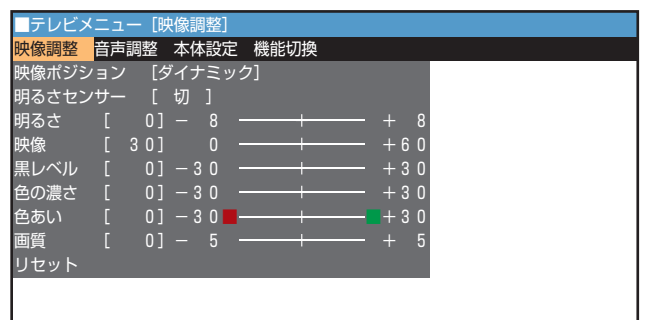 ■テレビメニュー [映像調整]
映像調整 音声調整 本体設定 機能切換
映像ポジション [ダイナミック]
明るさセンサー [ 切 ]
明るさ [ 0] － 8 ＋ 8
映像 [ 30] 0 ＋60
黒レベル [ 0] －30 ＋30
色の濃さ [ 0] －30 ＋30
色あい [ 0] －30 ＋30
画質 [ 0] － 5 ＋ 5
リセット